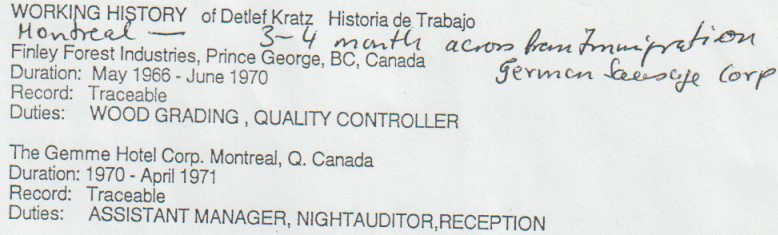 WORKING HISTORY of Detlef Kratz Historia de Trabajo
Montreal — 3-4 month across from Immigration
German Sausage Corp
Finley Forest Industries, Prince George, BC, Canada
Duration: May 1966 - June 1970
Record: Traceable
Duties: WOOD GRADING , QUALITY CONTROLLER
The Gemme Hotel Corp. Montreal, Q. Canada
Duration: 1970 - April 1971
Record: Traceable
Duties: ASSISTANT MANAGER, NIGHTAUDITOR,RECEPTION